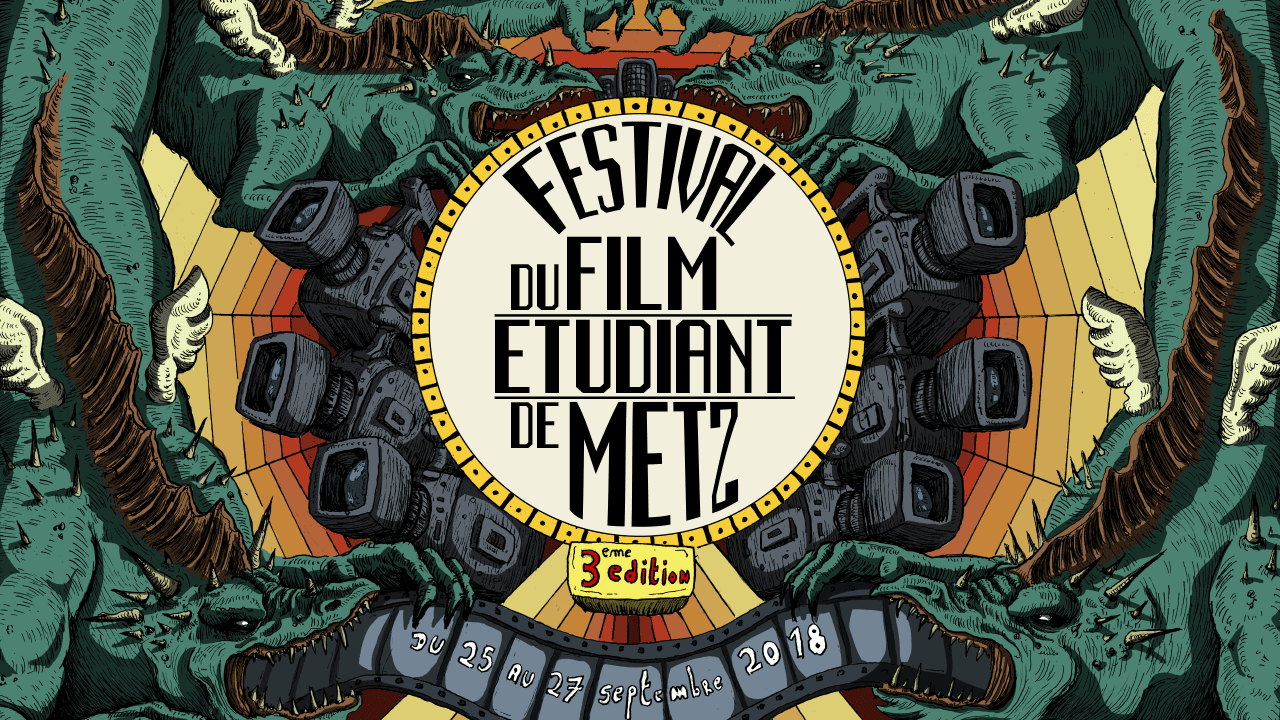 FESTIVAL
DU FILM
ETUDIANT
DE METZ
3eme edition
DU 25 AU 27 septembre 2018